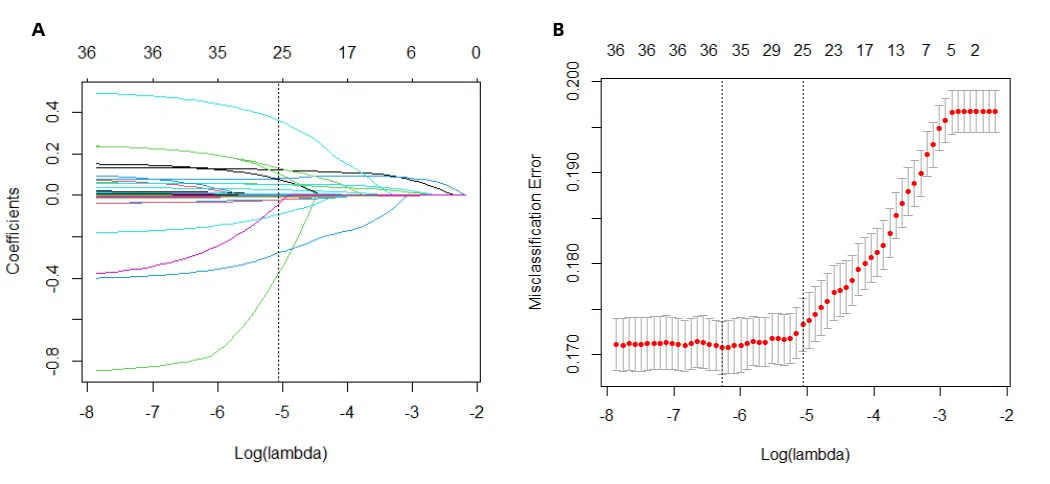 A
36 36 35 25 17 6 0
0.4
0.2
0.0
-0.4
-0.8
Coefficients
-8 -7 -6 -5 -4 -3 -2
Log(lambda)
B
36 36 36 36 35 29 25 23 17 13 7 5 2
0.200
0.190
0.180
0.170
Misclassification Error
-8 -7 -6 -5 -4 -3 -2
Log(lambda)